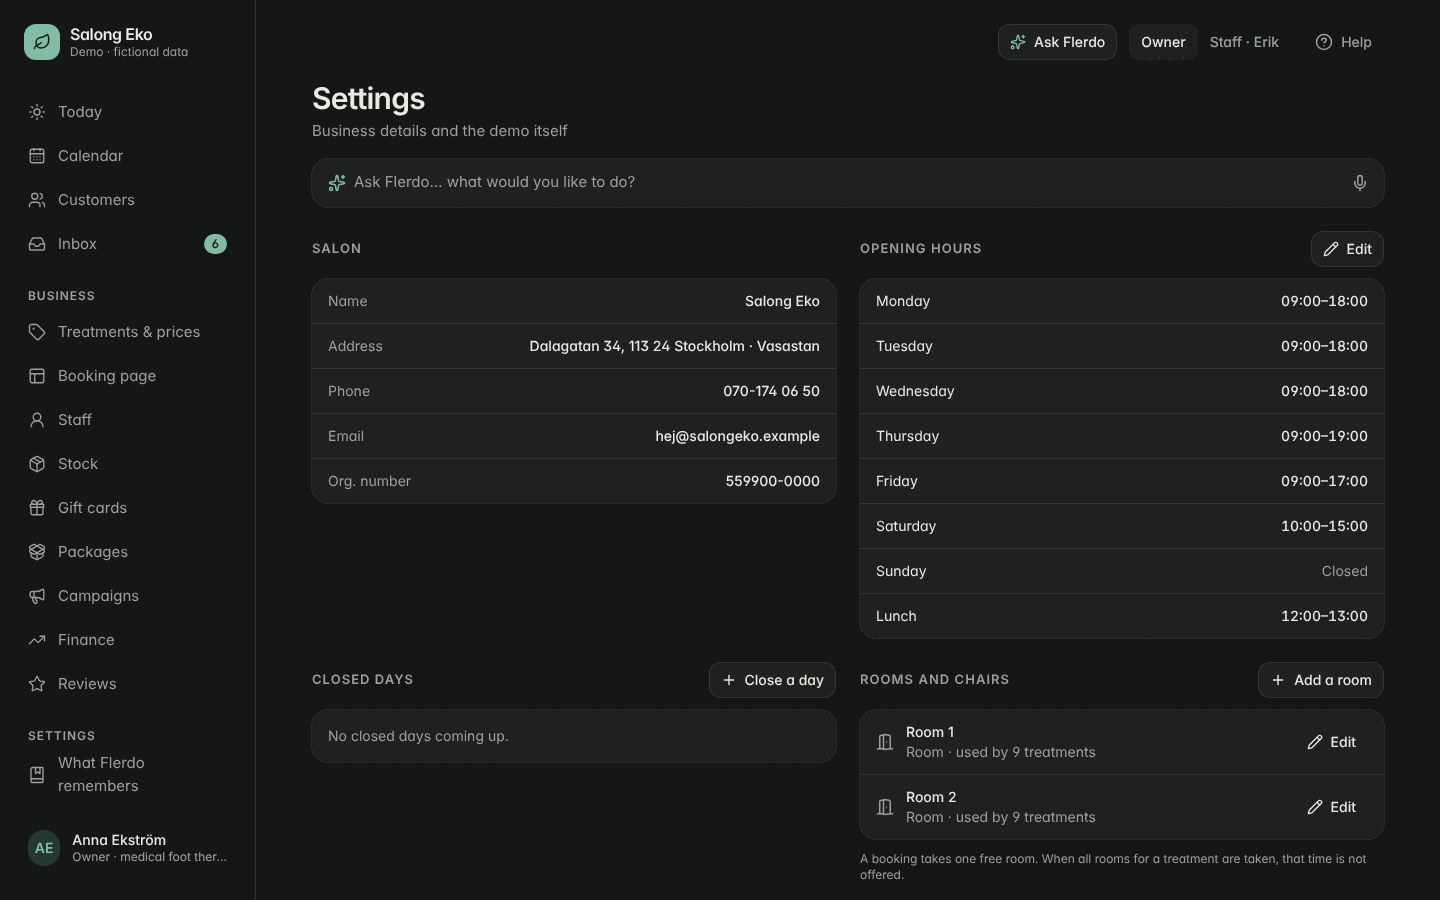 Salong Eko
Demo · fictional data
Today
Calendar
Customers
Inbox 6
BUSINESS
Treatments & prices
Booking page
Staff
Stock
Gift cards
Packages
Campaigns
Finance
Reviews
SETTINGS
What Flerdo
remembers
AE
Anna Ekström
Owner · medical foot ther...
Ask Flerdo Owner Staff · Erik Help
Settings
Business details and the demo itself
Ask Flerdo... what would you like to do?
SALON
Name Salong Eko
Address Dalagatan 34, 113 24 Stockholm · Vasastan
Phone 070-174 06 50
Email hej@salongeko.example
Org. number 559900-0000
OPENING HOURS Edit
Monday 09:00–18:00
Tuesday 09:00–18:00
Wednesday 09:00–18:00
Thursday 09:00–19:00
Friday 09:00–17:00
Saturday 10:00–15:00
Sunday Closed
Lunch 12:00–13:00
CLOSED DAYS Close a day
No closed days coming up.
ROOMS AND CHAIRS Add a room
Room 1
Room · used by 9 treatments
Edit
Room 2
Room · used by 9 treatments
Edit
A booking takes one free room. When all rooms for a treatment are taken, that time is not
offered.